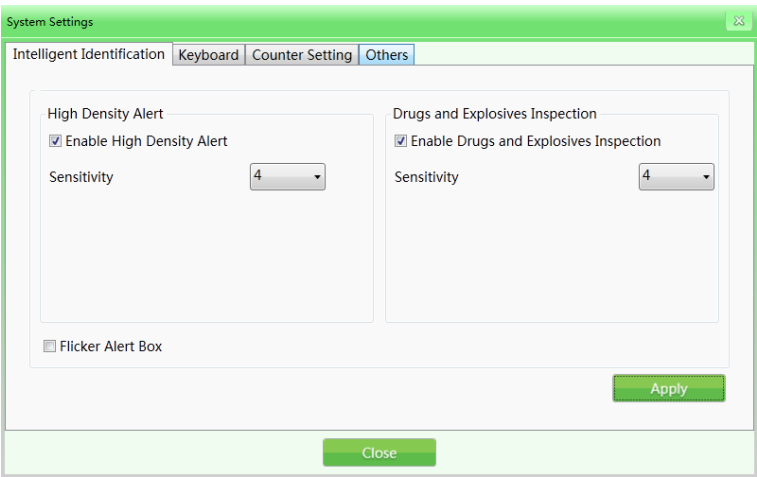 System Settings
Intelligent Identification Keyboard Counter Setting Others
High Density Alert
Enable High Density Alert
Sensitivity 4
Drugs and Explosives Inspection
Enable Drugs and Explosives Inspection
Sensitivity 4
Flicker Alert Box
Apply
Close